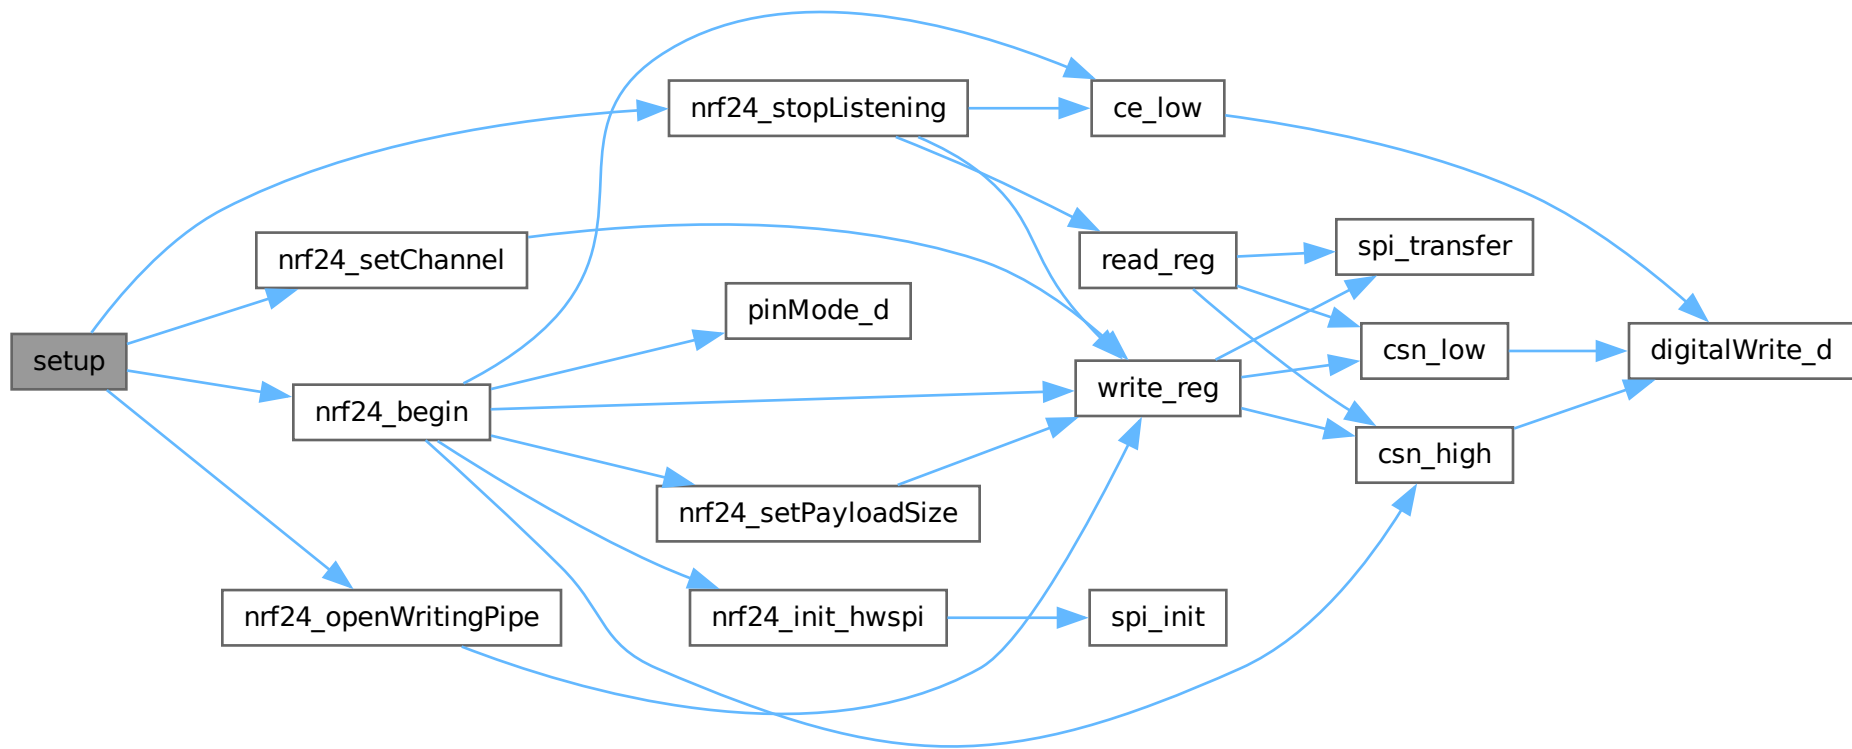 setup
nrf24_stopListening
nrf24_setChannel
nrf24_begin
nrf24_openWritingPipe
pinMode_d
nrf24_setPayloadSize
nrf24_init_hwspi
ce_low
read_reg
write_reg
spi_init
spi_transfer
csn_low
csn_high
digitalWrite_d